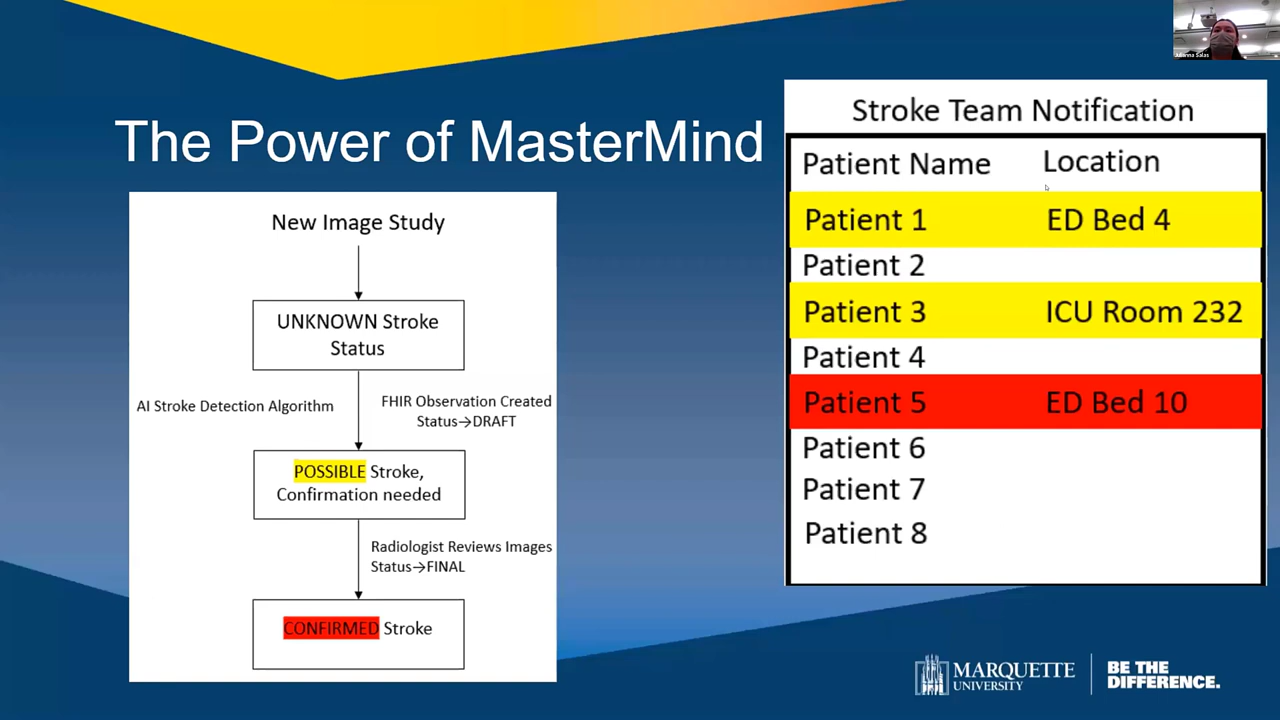 Julianna Salas
The Power of MasterMind
New Image Study
UNKNOWN Stroke
Status
AI Stroke Detection Algorithm
FHIR Observation Created
Status→DRAFT
POSSIBLE Stroke,
Confirmation needed
Radiologist Reviews Images
Status→FINAL
CONFIRMED Stroke
Stroke Team Notification
Patient Name Location
Patient 1 ED Bed 4
Patient 2
Patient 3 ICU Room 232
Patient 4
Patient 5 ED Bed 10
Patient 6
Patient 7
Patient 8
MARQUETTE
UNIVERSITY
BE THE
DIFFERENCE.